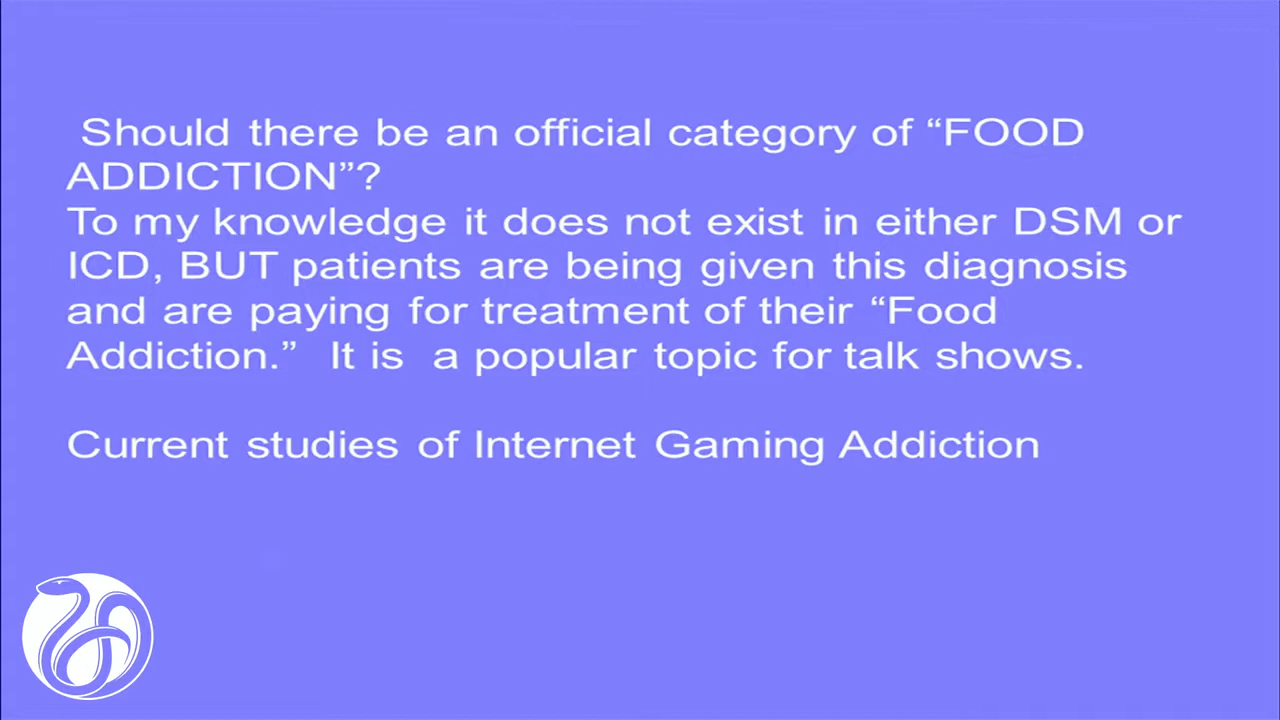 Should there be an official category of “FOOD
ADDICTION”?
To my knowledge it does not exist in either DSM or
ICD, BUT patients are being given this diagnosis
and are paying for treatment of their “Food
Addiction.” It is a popular topic for talk shows.
Current studies of Internet Gaming Addiction